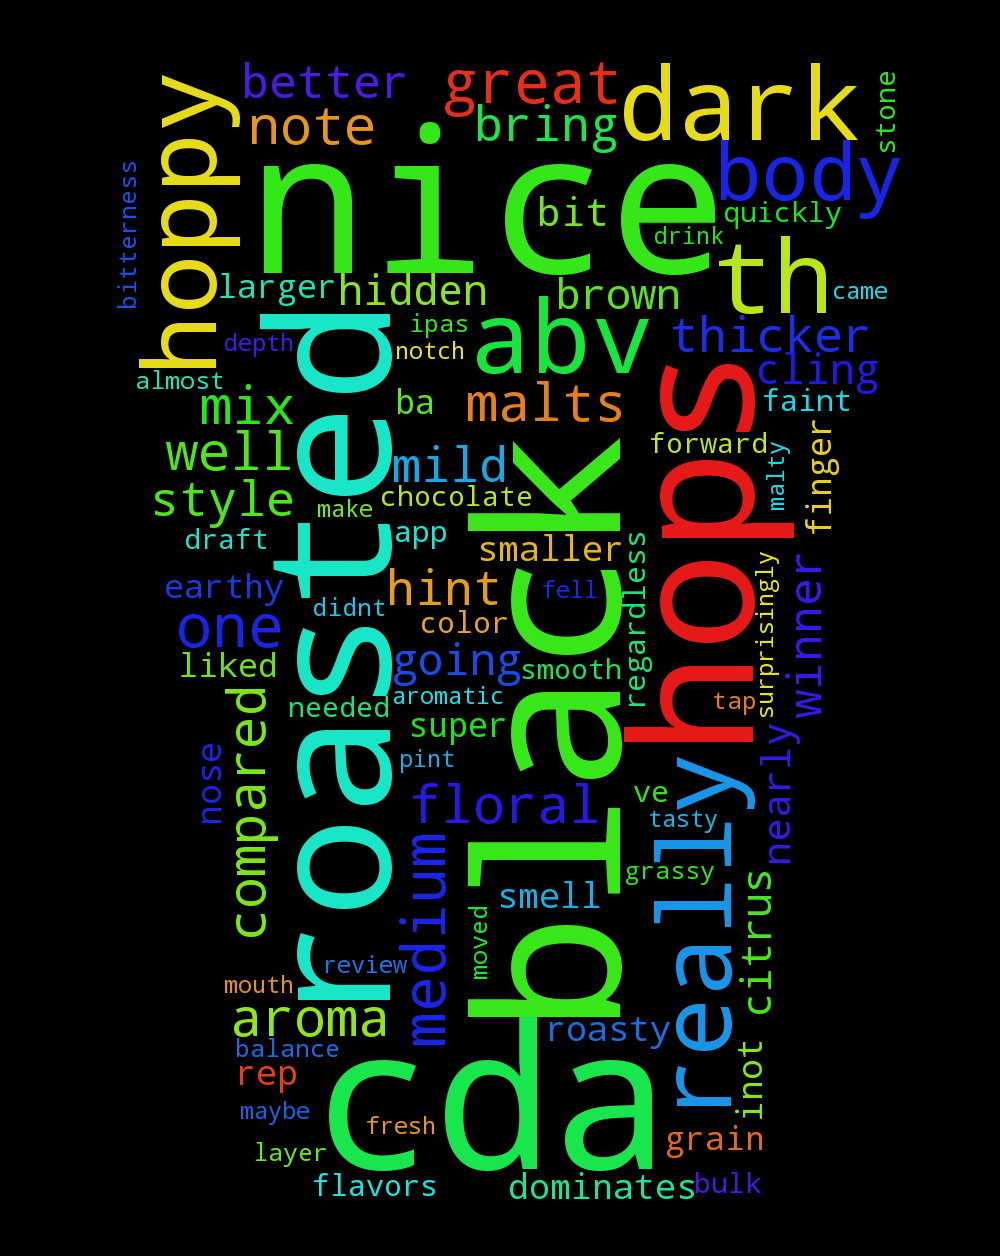 better
great
dark
stone
hoppy
note
bring
nice
body
bitterness
bit
quickly
drink
th
larger
hidden
brown
came
roasted
ipas
abv
thicker
depth
notch
cling
almost
hops
mix
ba
malts
faint
well
mild
black
forward
malty
finger
style
make
chocolate
draft
app
smaller
regardless
surprisingly
winner
earthy
hint
fell
didnt
one
color
liked
going
smooth
compared
needed
aromatic
tap
super
nose
pint
really
nearly
floral
ve
tasty
medium
grassy
citrus
smell
moved
review
mouth
aroma
roasty
inot
balance
rep
cda
maybe
fresh
grain
layer
flavors
dominates
bulk